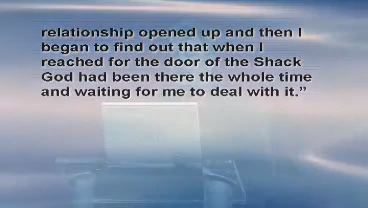 relationship opened up and then I
began to find out that when I
reached for the door of the Shack
God had been there the whole time
and waiting for me to deal with it.”